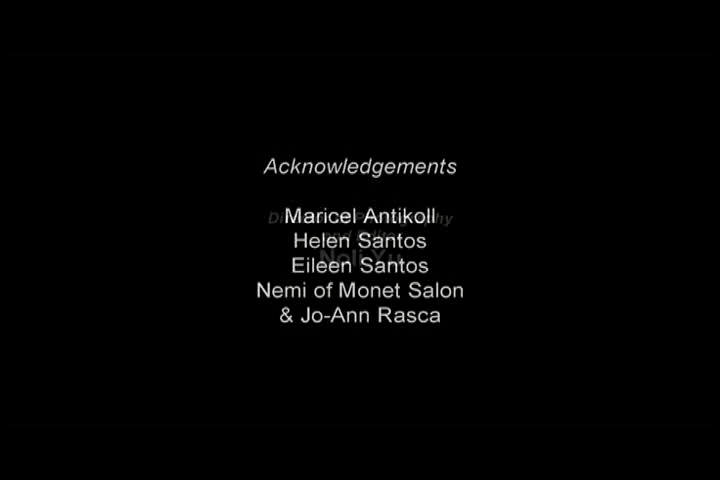 Acknowledgements
Maricel Antikoll
Helen Santos
Eileen Santos
Nemi of Monet Salon
& Jo-Ann Rasca